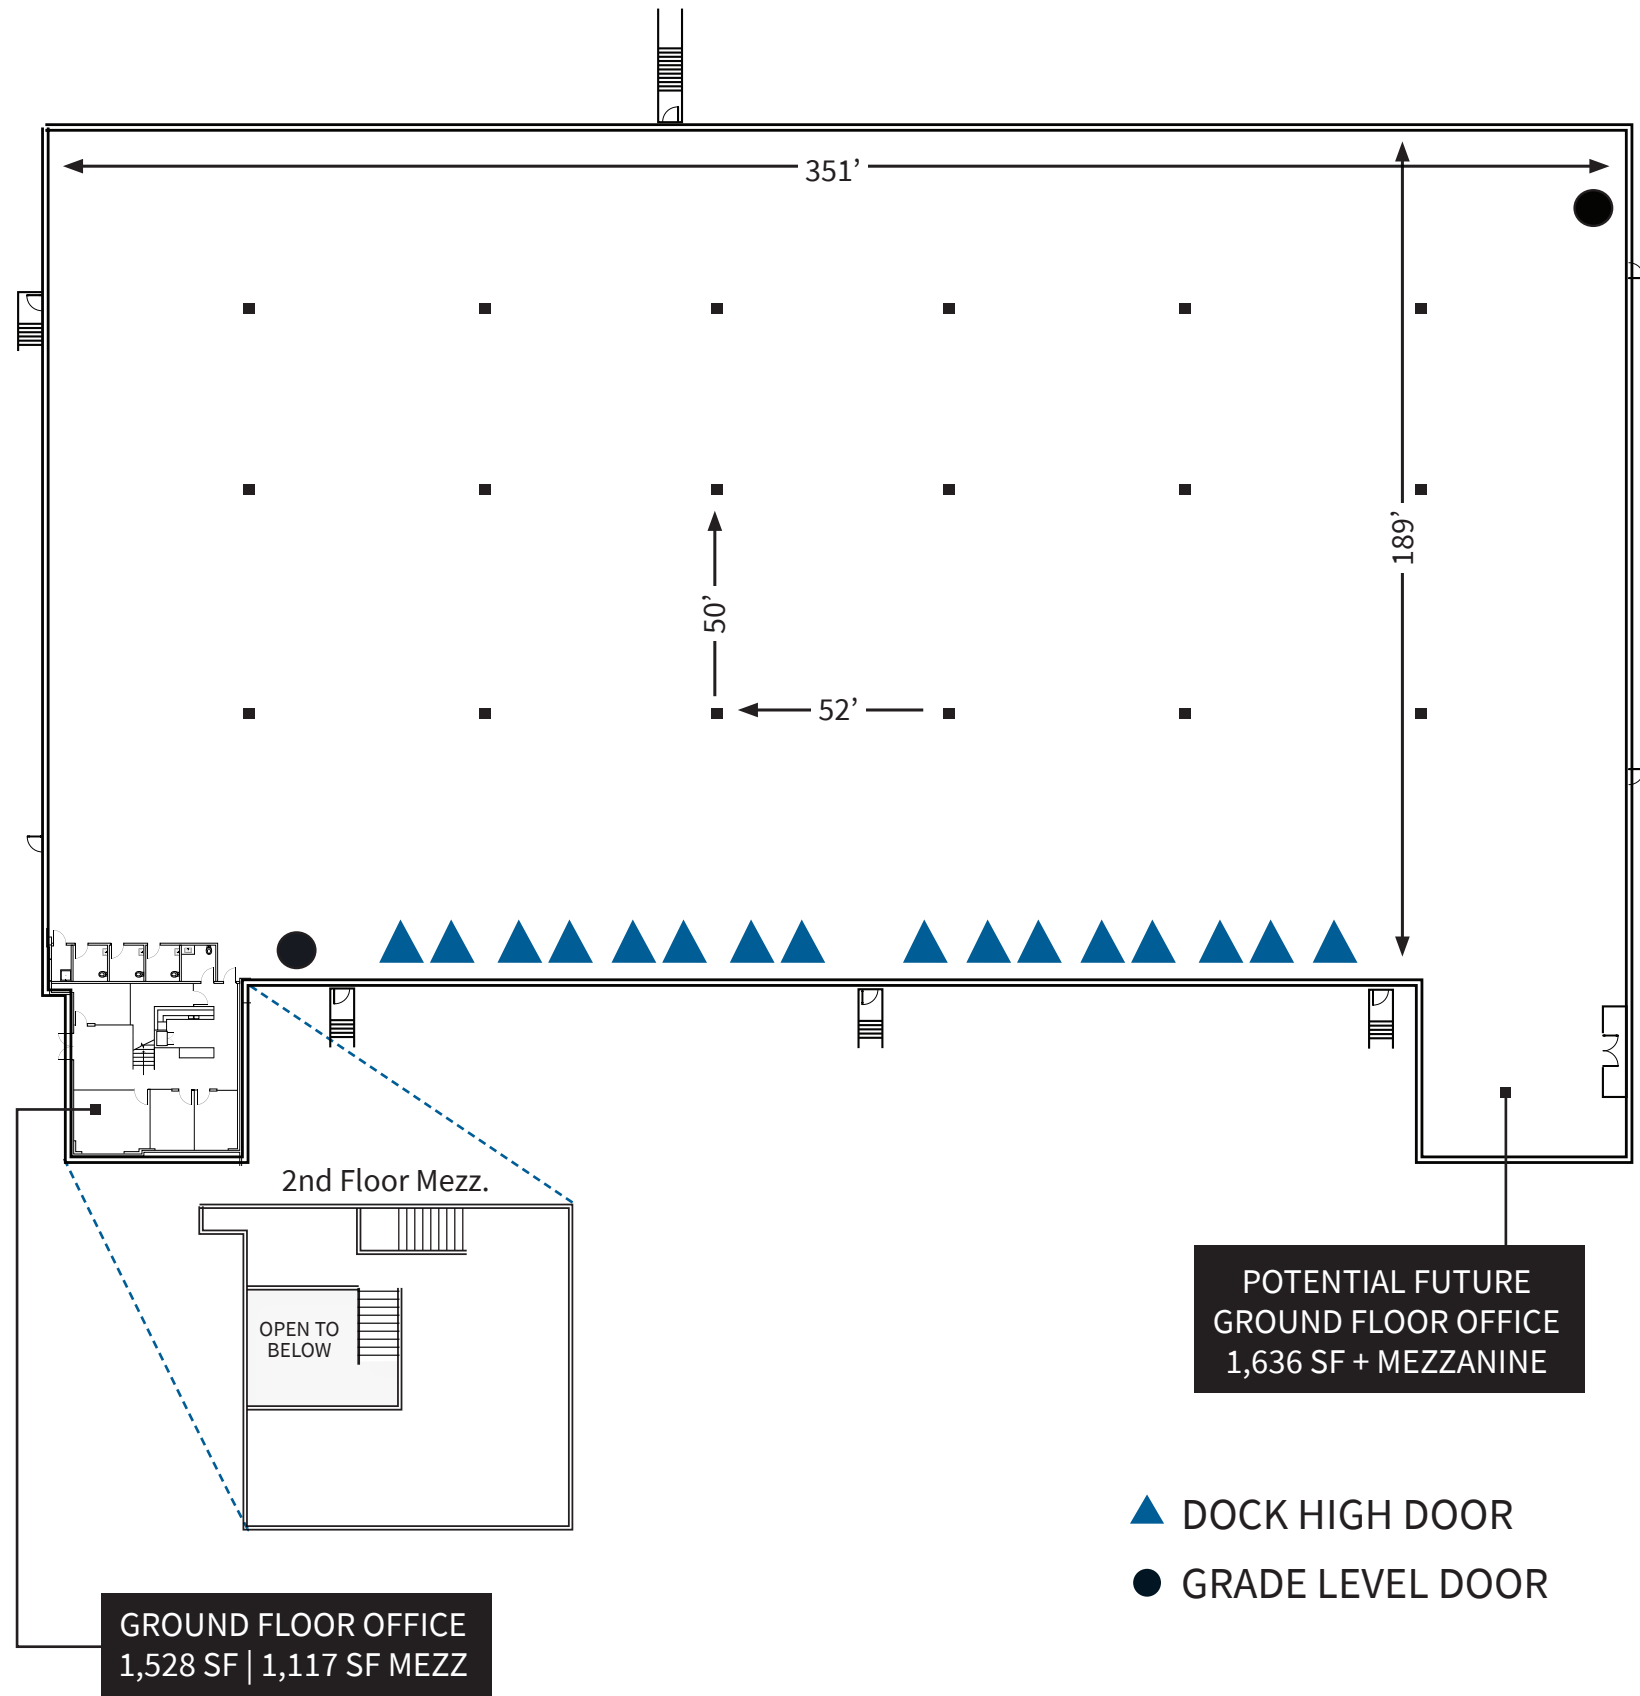 351’
189’
50’
52’
2nd Floor Mezz.
OPEN TO
BELOW
POTENTIAL FUTURE
GROUND FLOOR OFFICE
1,636 SF + MEZZANINE
DOCK HIGH DOOR
GRADE LEVEL DOOR
GROUND FLOOR OFFICE
1,528 SF | 1,117 SF MEZZ